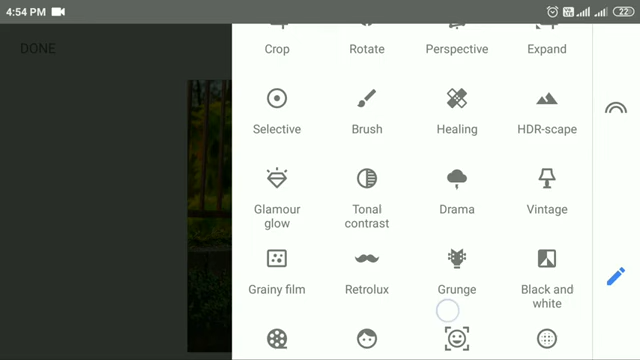 4:54 PM
22
DONE
Crop
Rotate
Perspective
Expand
Selective
Brush
Healing
HDR-scape
Glamour
glow
Tonal
contrast
Drama
Vintage
Grainy film
Retrolux
Grunge
Black and
white